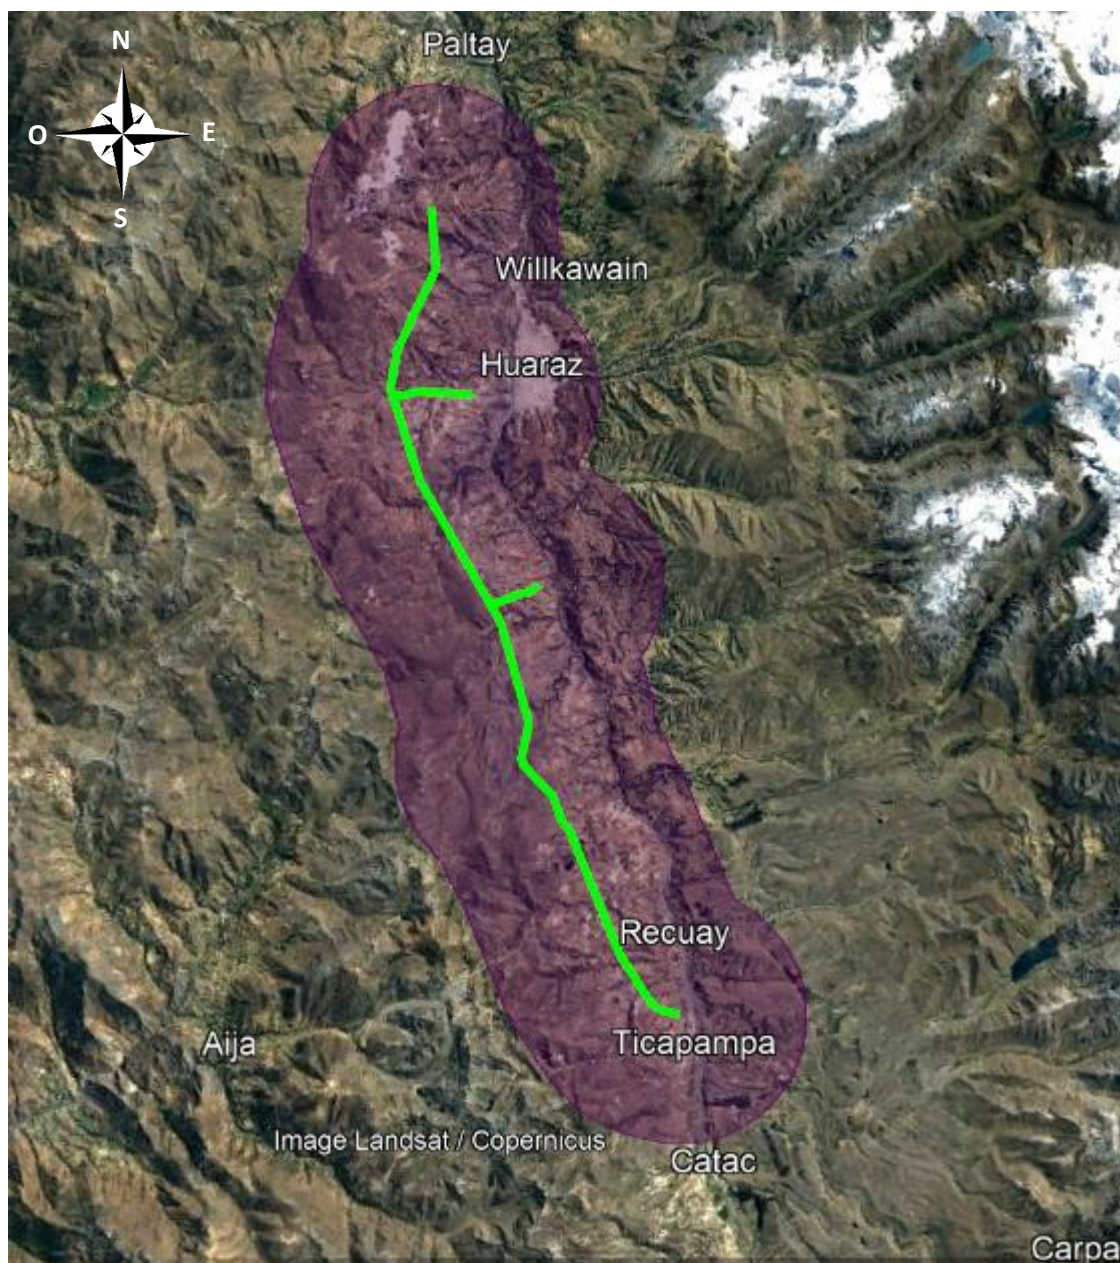 N
Paltay
O
E
S
Willkawain
Huaraz
Recuay
Aija
Ticapampa
Image Landsat / Copernicus
Catac
Carpa